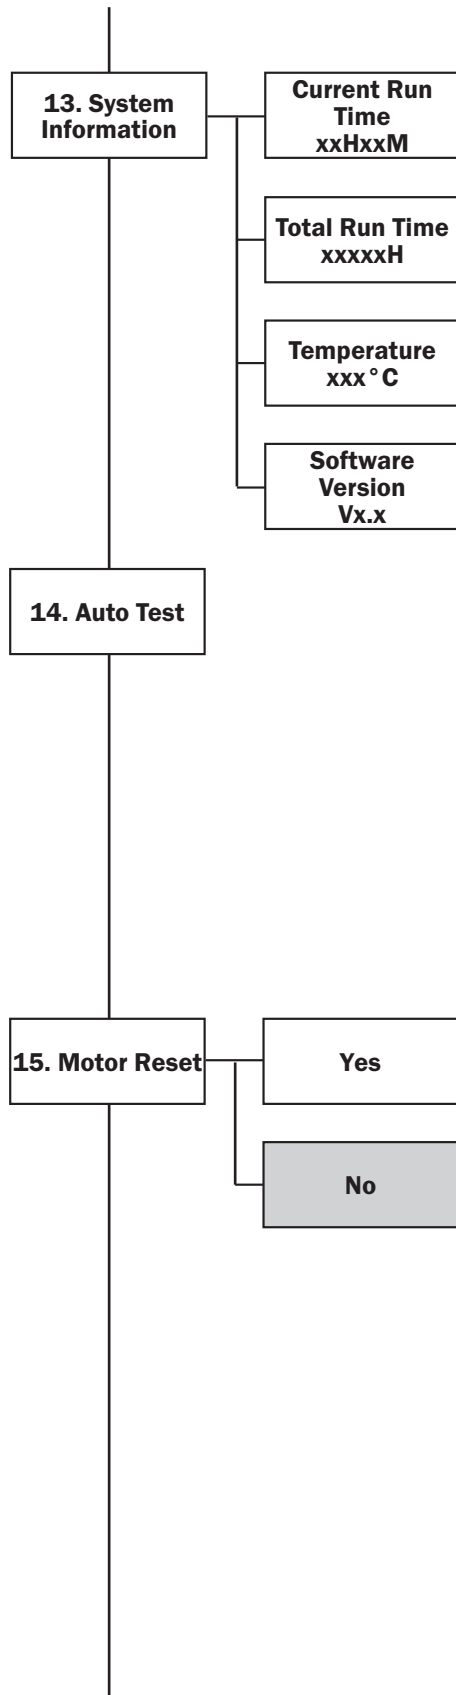 13. System
Information
Current Run
Time
xxHxxM
Total Run Time
xxxxxH
Temperature
xxx°C
Software
Version
Vx.x
14. Auto Test
15. Motor Reset
Yes
No